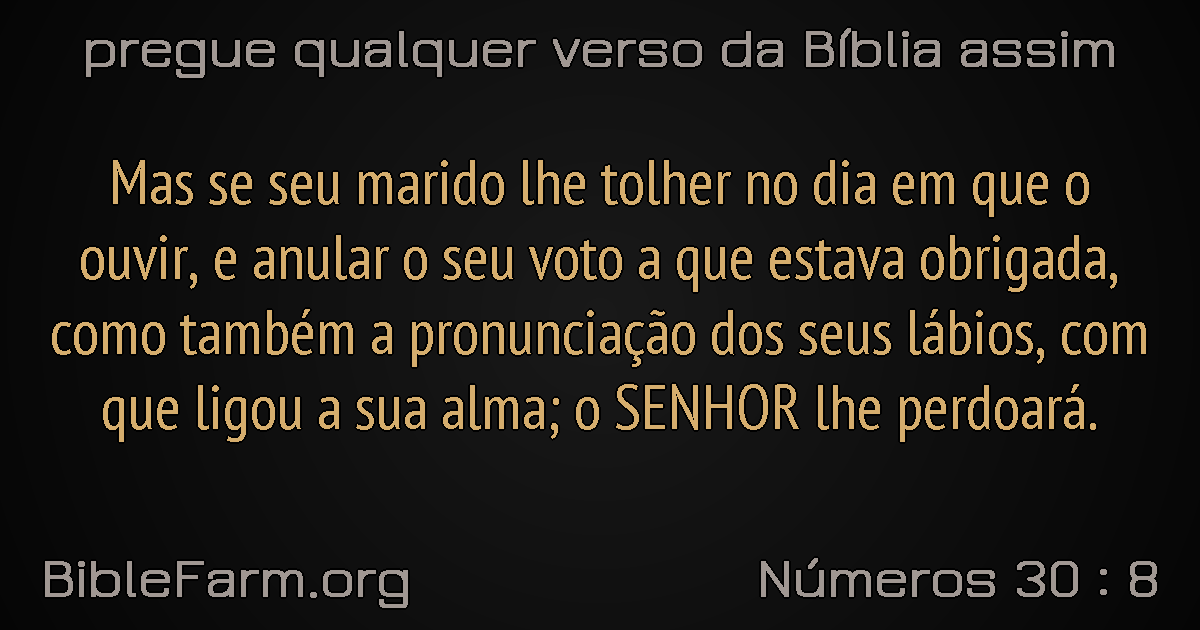 pregue qualquer verso da Bíblia assim
Mas se seu marido lhe tolher no dia em que o
ouvir, e anular o seu voto a que estava obrigada,
como também a pronunciação dos seus lábios, com
que ligou a sua alma; o SENHOR lhe perdoará.
BibleFarm.org
Números 30 : 8